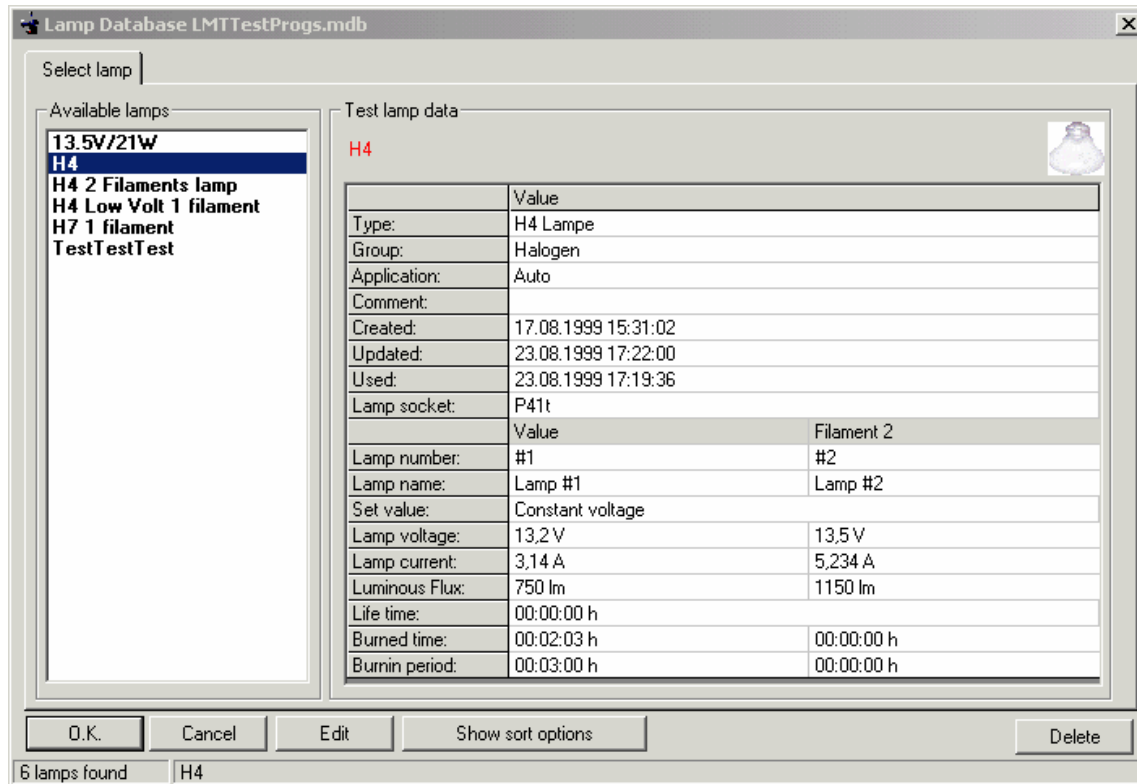 Lamp Database LMTTestProgs.mdb
Select lamp
Available lamps
13.5V/21W
H4
H4 2 Filaments lamp
H4 Low Volt 1 filament
H7 1 filament
TestTestTest
Test lamp data
H4
Value
Type: H4 Lampe
Group: Halogen
Application: Auto
Comment:
Created: 17.08.1999 15:31:02
Updated: 23.08.1999 17:22:00
Used: 23.08.1999 17:19:36
Lamp socket: P41t
Value Filament 2
Lamp number: #1 #2
Lamp name: Lamp #1 Lamp #2
Set value: Constant voltage
Lamp voltage: 13,2 V 13,5 V
Lamp current: 3,14 A 5,234 A
Luminous Flux: 750 lm 1150 lm
Life time: 00:00:00 h
Burned time: 00:02:03 h 00:00:00 h
Burnin period: 00:03:00 h 00:00:00 h
O.K. Cancel Edit Show sort options Delete
6 lamps found H4